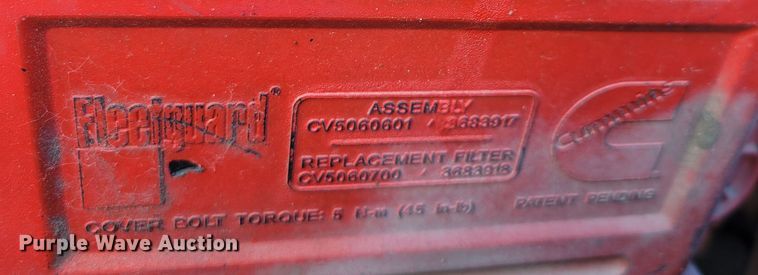 Fleetguard®
ASSEMBLY
CV5060601 / 3683917
REPLACEMENT FILTER
CV5060700 / 3683918
Cummins
PATENT PENDING
COVER BOLT TORQUE: 5 N-m (45 in-lb)
Purple Wave Auction